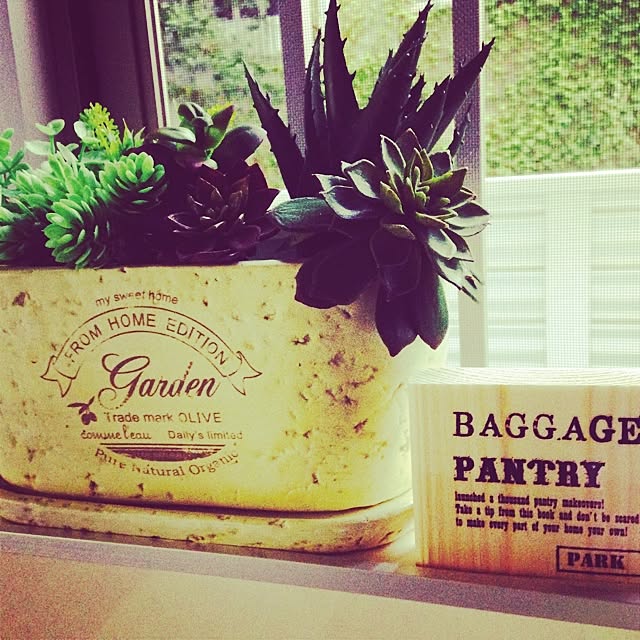 my sweet home
FROM HOME EDITION
Garden
Trade mark OLIVE
comme l'eau Daily's limited
Pure Natural Organic
BAGGAGE
PANTRY
launched a thousand pantry makeovers!
Take a tip from this book and don't be scared
to make every part of your home your own!
PARK